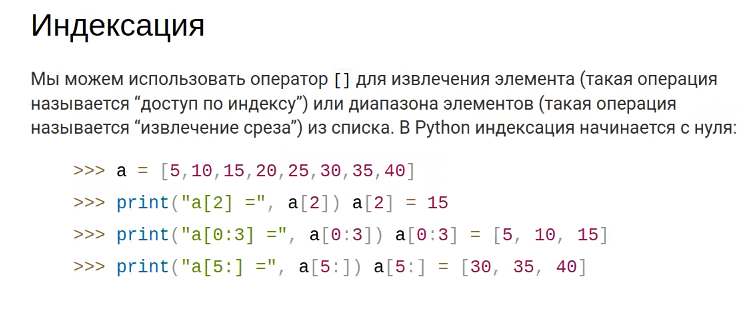 Индексация
Мы можем использовать оператор [] для извлечения элемента (такая операция
называется “доступ по индексу”) или диапазона элементов (такая операция
называется “извлечение среза”) из списка. В Python индексация начинается с нуля:
>>> a = [5,10,15,20,25,30,35,40]
>>> print("a[2] =", a[2]) a[2] = 15
>>> print("a[0:3] =", a[0:3]) a[0:3] = [5, 10, 15]
>>> print("a[5:] =", a[5:]) a[5:] = [30, 35, 40]